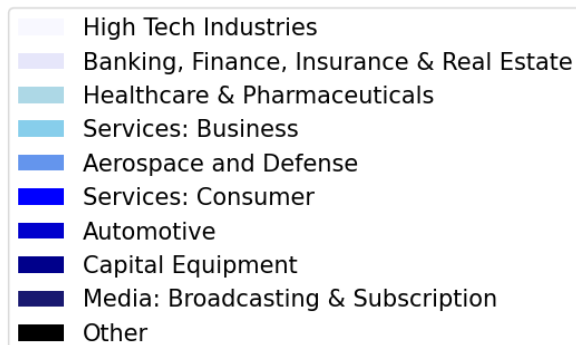 High Tech Industries
Banking, Finance, Insurance & Real Estate
Healthcare & Pharmaceuticals
Services: Business
Aerospace and Defense
Services: Consumer
Automotive
Capital Equipment
Media: Broadcasting & Subscription
Other